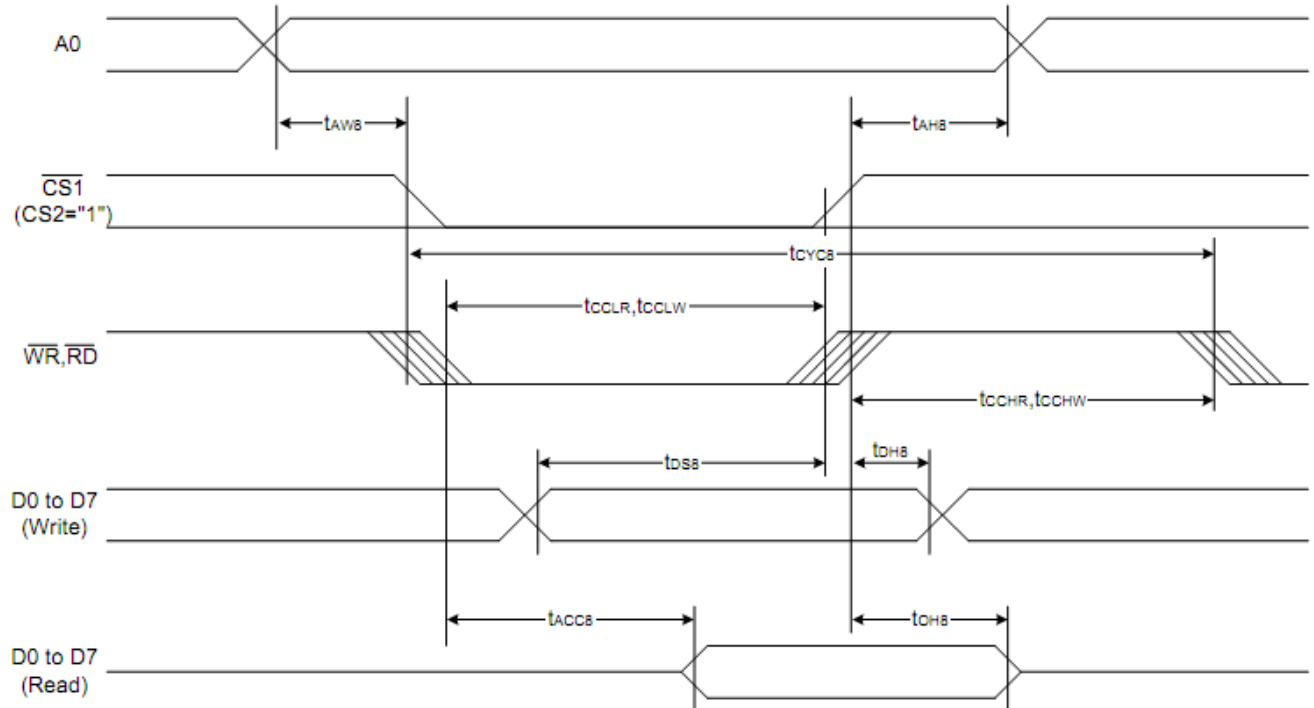 A0
tAW8
tAH8
CS1
(CS2="1")
tCYC8
tCCLR,tCCLW
WR,RD
tCCHR,tCCHW
tDS8
tDH8
D0 to D7
(Write)
tACC8
tOH8
D0 to D7
(Read)